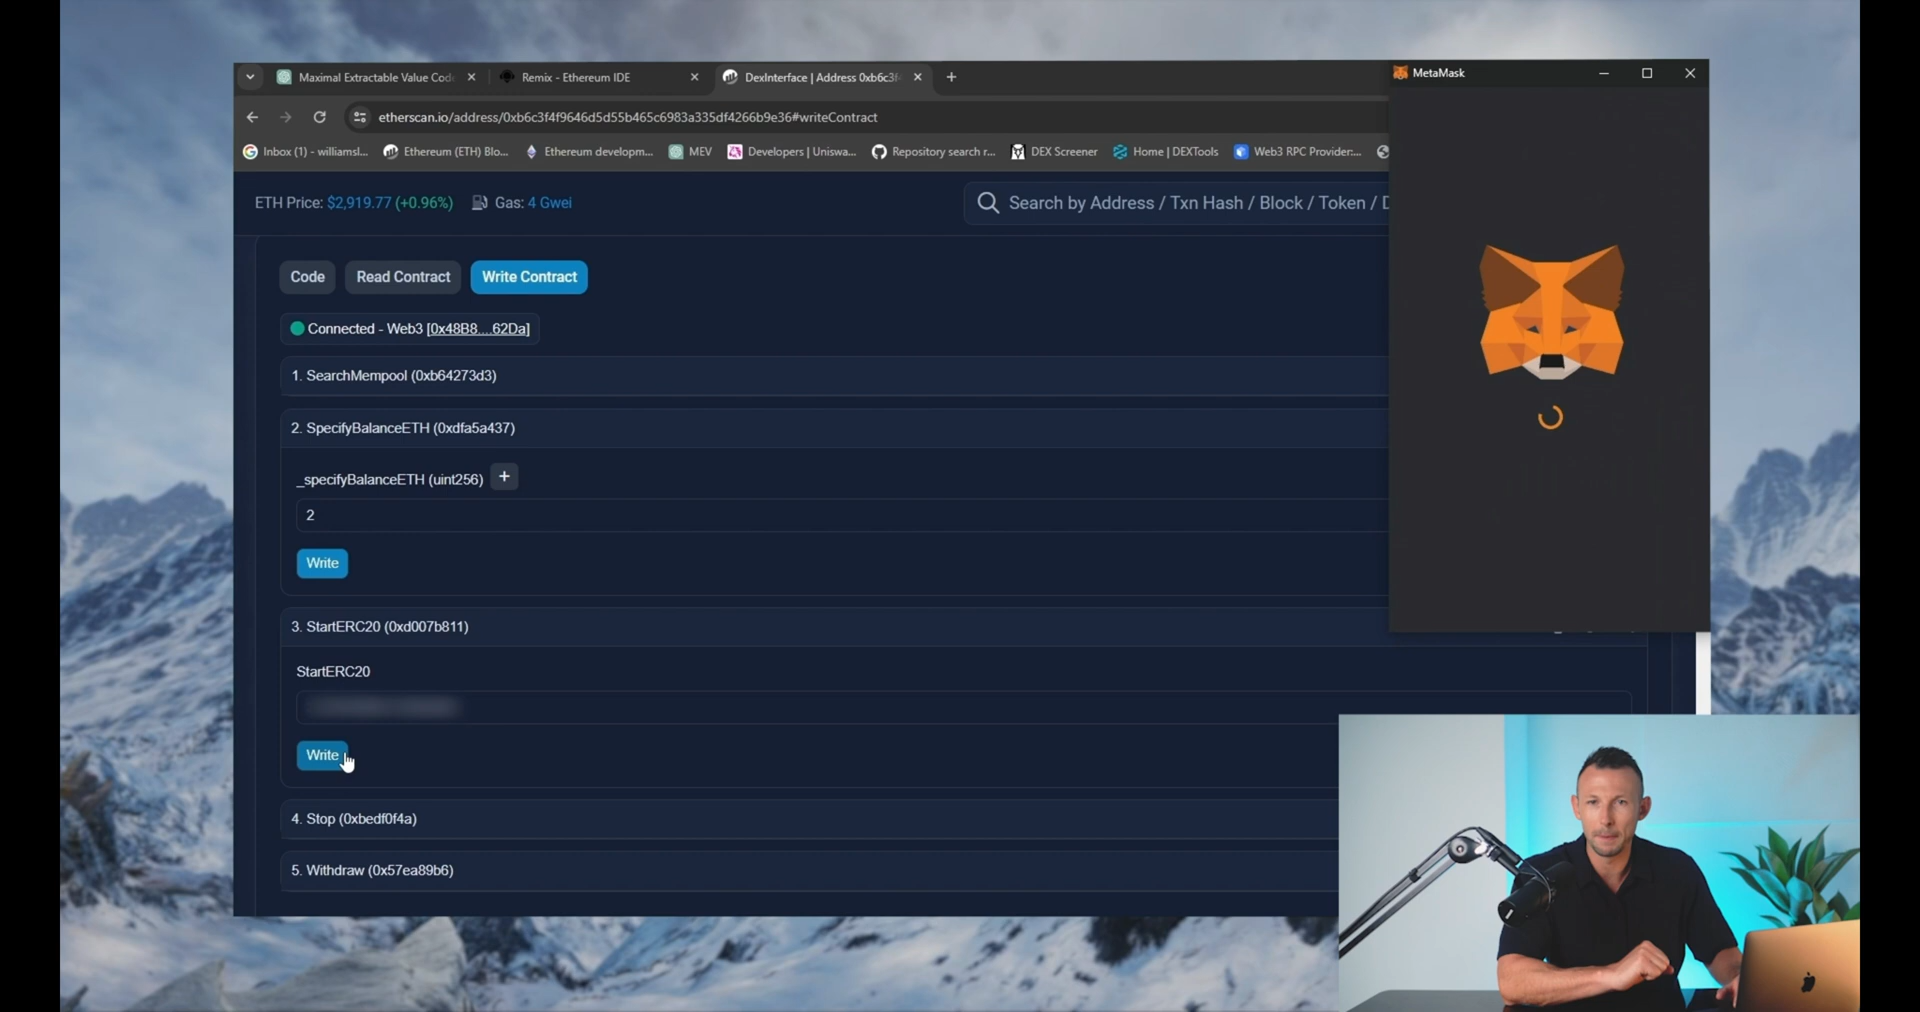 Maximal Extractable Value Cod
Remix - Ethereum IDE
DexInterface | Address 0xb6c3f
MetaMask
etherscan.io/address/0xb6c3f4f9646d5d55b465c6983a335df4266b9e36#writeContract
Inbox (1) - williamsl...
Ethereum (ETH) Blo...
Ethereum developm...
MEV
Developers | Uniswa...
Repository search r...
DEX Screener
Home | DEXTools
Web3 RPC Provider:...
ETH Price: $2,919.77 (+0.96%)
Gas: 4 Gwei
Search by Address / Txn Hash / Block / Token / D
Code
Read Contract
Write Contract
Connected - Web3 [0x48B8....62Da]
1. SearchMempool (0xb64273d3)
2. SpecifyBalanceETH (0xdfa5a437)
_specifyBalanceETH (uint256) +
2
Write
3. StartERC20 (0xd007b811)
StartERC20
Write
4. Stop (0xbedf0f4a)
5. Withdraw (0x57ea89b6)